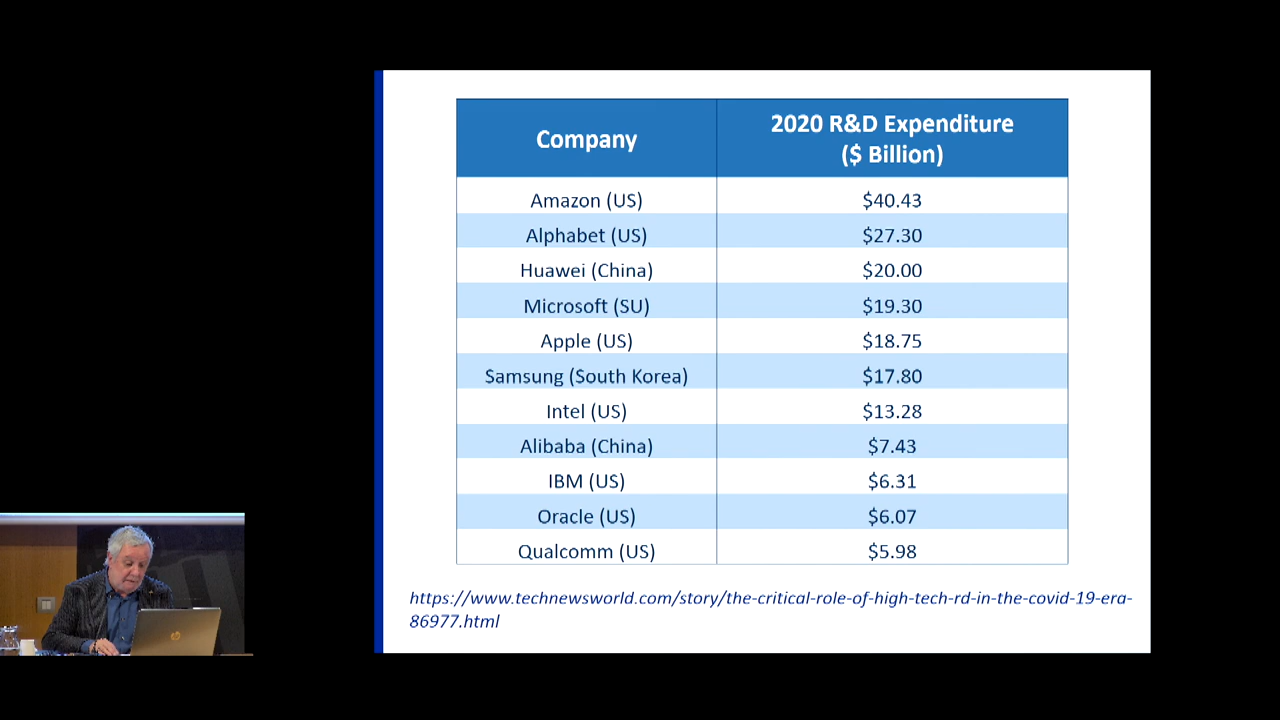 Company
2020 R&D Expenditure
($ Billion)
Amazon (US)
$40.43
Alphabet (US)
$27.30
Huawei (China)
$20.00
Microsoft (SU)
$19.30
Apple (US)
$18.75
Samsung (South Korea)
$17.80
Intel (US)
$13.28
Alibaba (China)
$7.43
IBM (US)
$6.31
Oracle (US)
$6.07
Qualcomm (US)
$5.98
https://www.technewsworld.com/story/the-critical-role-of-high-tech-rd-in-the-covid-19-era-
86977.html